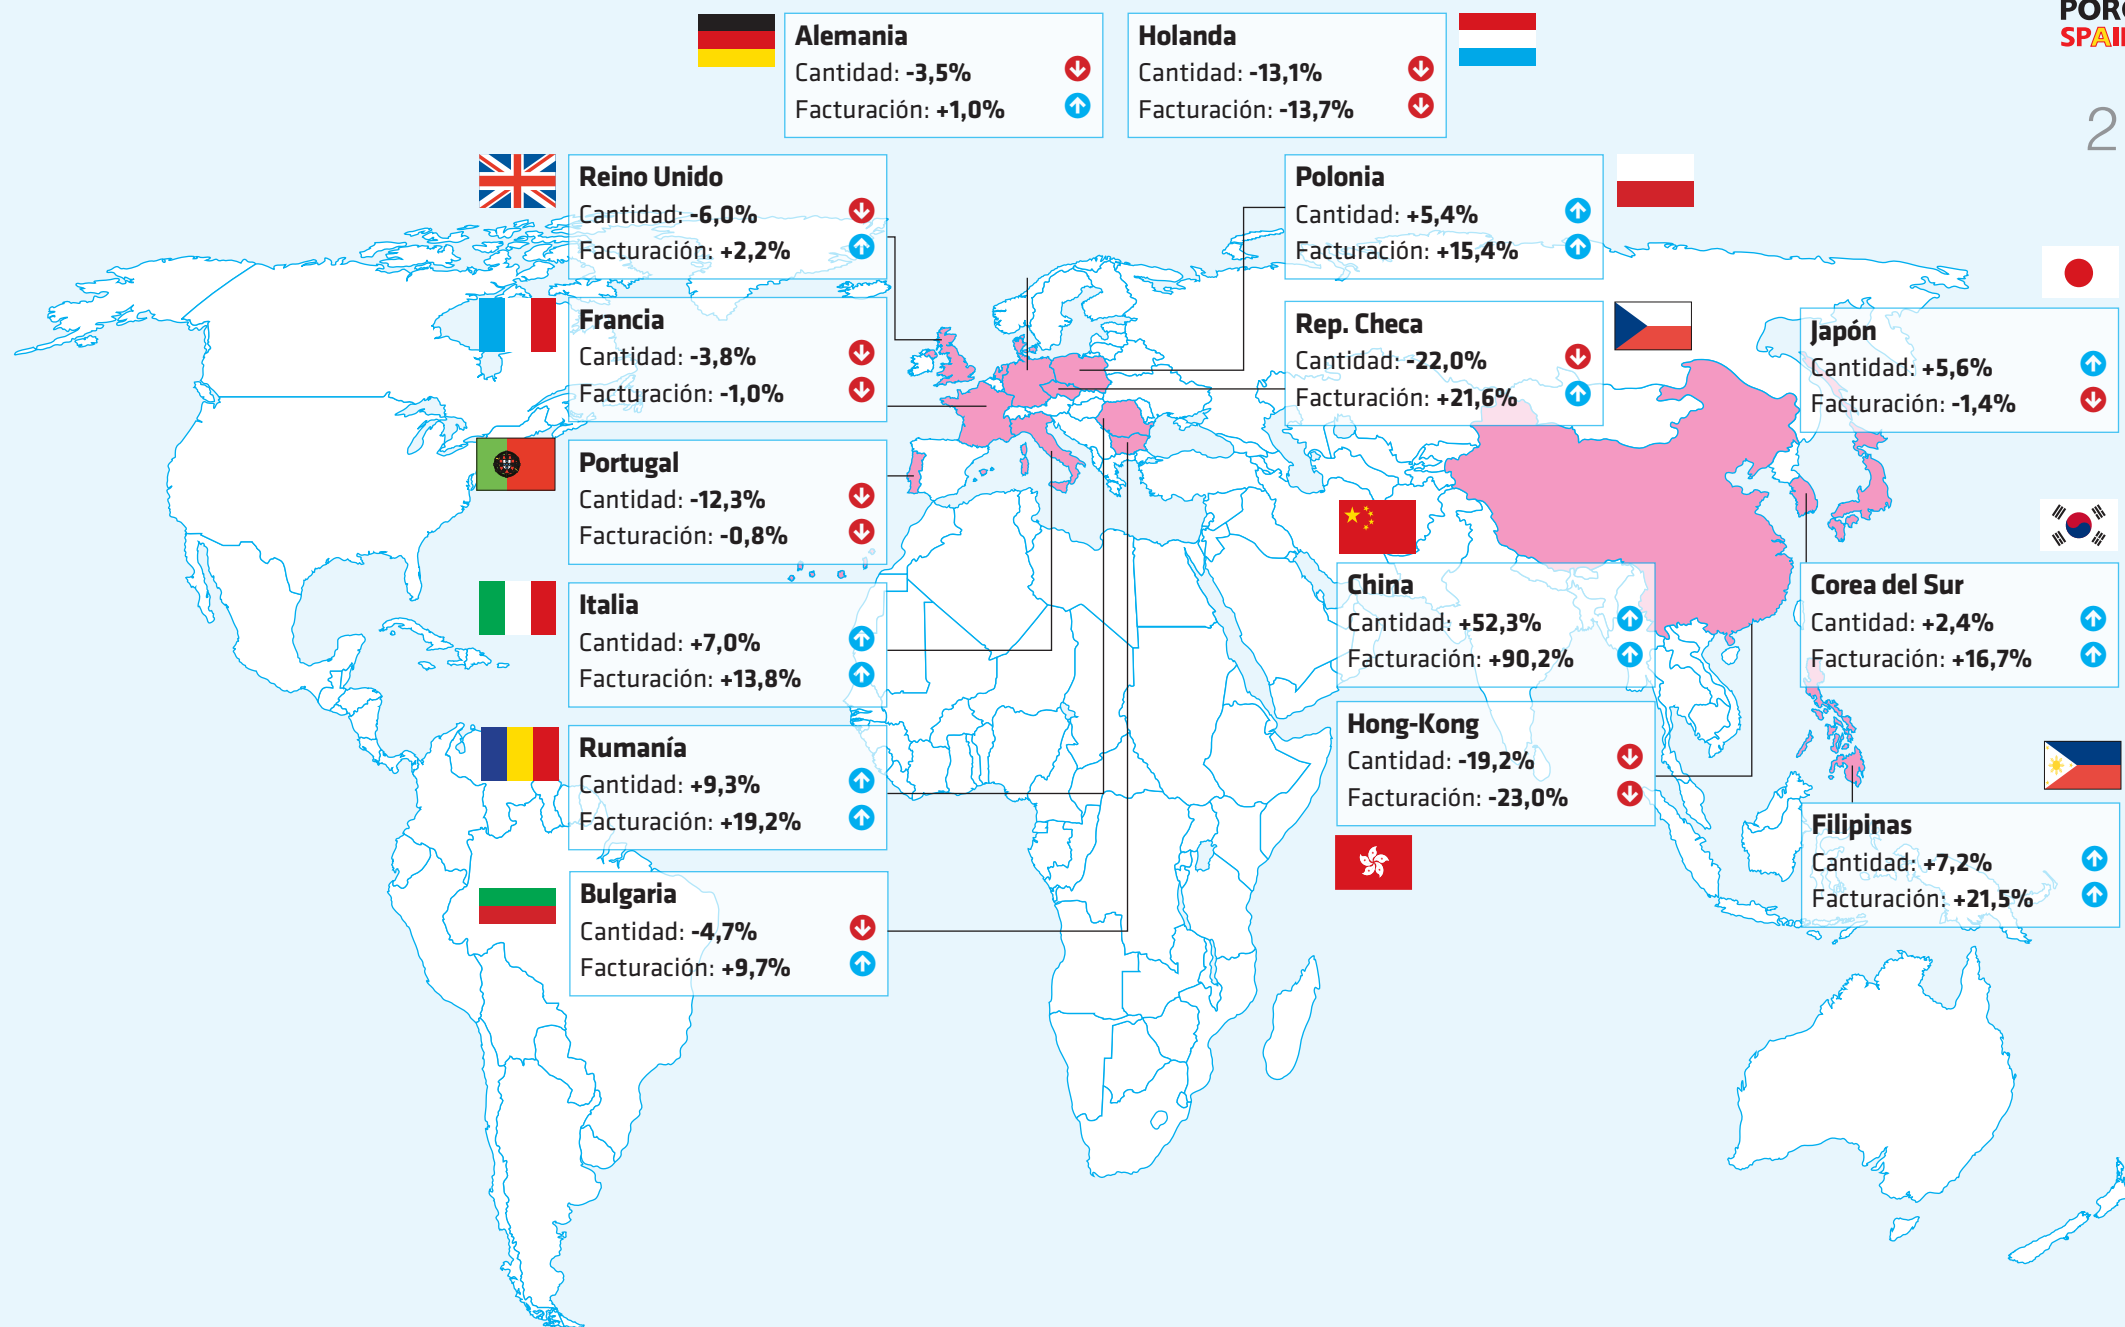 Alemania
Cantidad: -3,5%
Facturación: +1,0%
Holanda
Cantidad: -13,1%
Facturación: -13,7%
2
Reino Unido
Cantidad: -6,0%
Facturación: +2,2%
Polonia
Cantidad: +5,4%
Facturación: +15,4%
Francia
Cantidad: -3,8%
Facturación: -1,0%
Rep. Checa
Cantidad: -22,0%
Facturación: +21,6%
Japón
Cantidad: +5,6%
Facturación: -1,4%
Portugal
Cantidad: -12,3%
Facturación: -0,8%
Italia
Cantidad: +7,0%
Facturación: +13,8%
China
Cantidad: +52,3%
Facturación: +90,2%
Corea del Sur
Cantidad: +2,4%
Facturación: +16,7%
Rumanía
Cantidad: +9,3%
Facturación: +19,2%
Hong-Kong
Cantidad: -19,2%
Facturación: -23,0%
Filipinas
Cantidad: +7,2%
Facturación: +21,5%
Bulgaria
Cantidad: -4,7%
Facturación: +9,7%